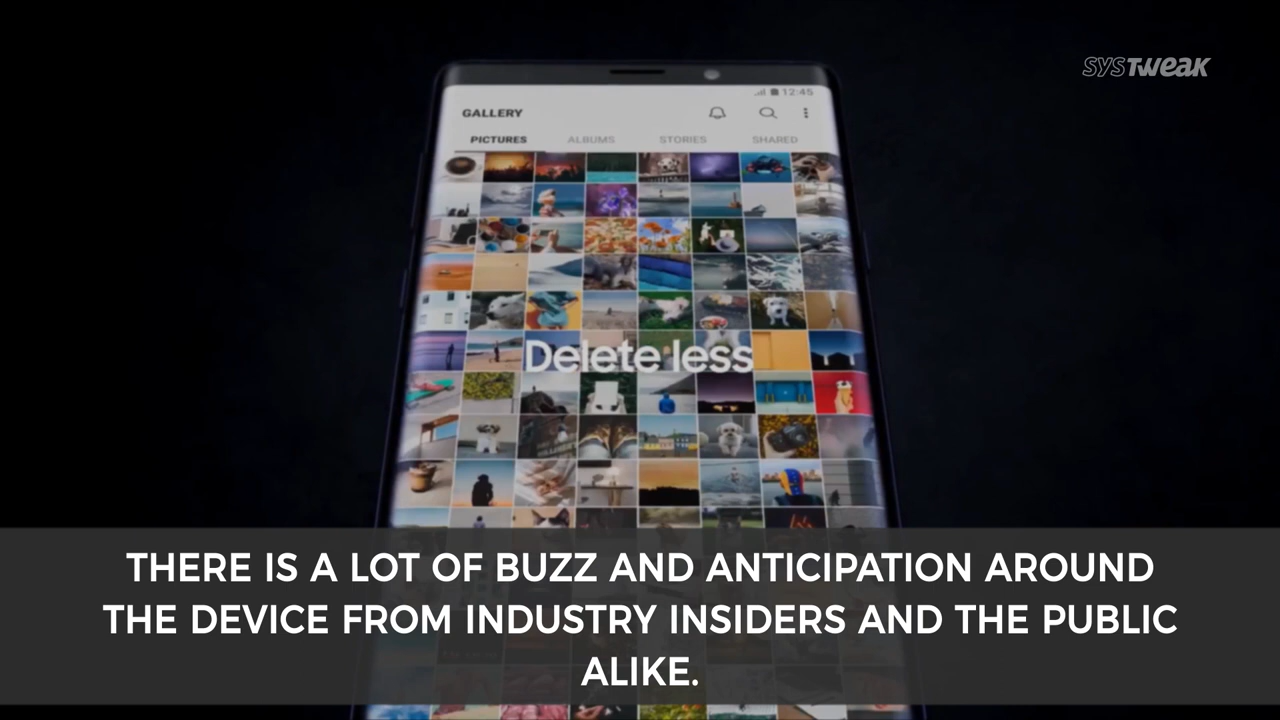 SYSTweak
12:45
GALLERY
PICTURES ALBUMS STORIES SHARED
Delete less
THERE IS A LOT OF BUZZ AND ANTICIPATION AROUND
THE DEVICE FROM INDUSTRY INSIDERS AND THE PUBLIC
ALIKE.